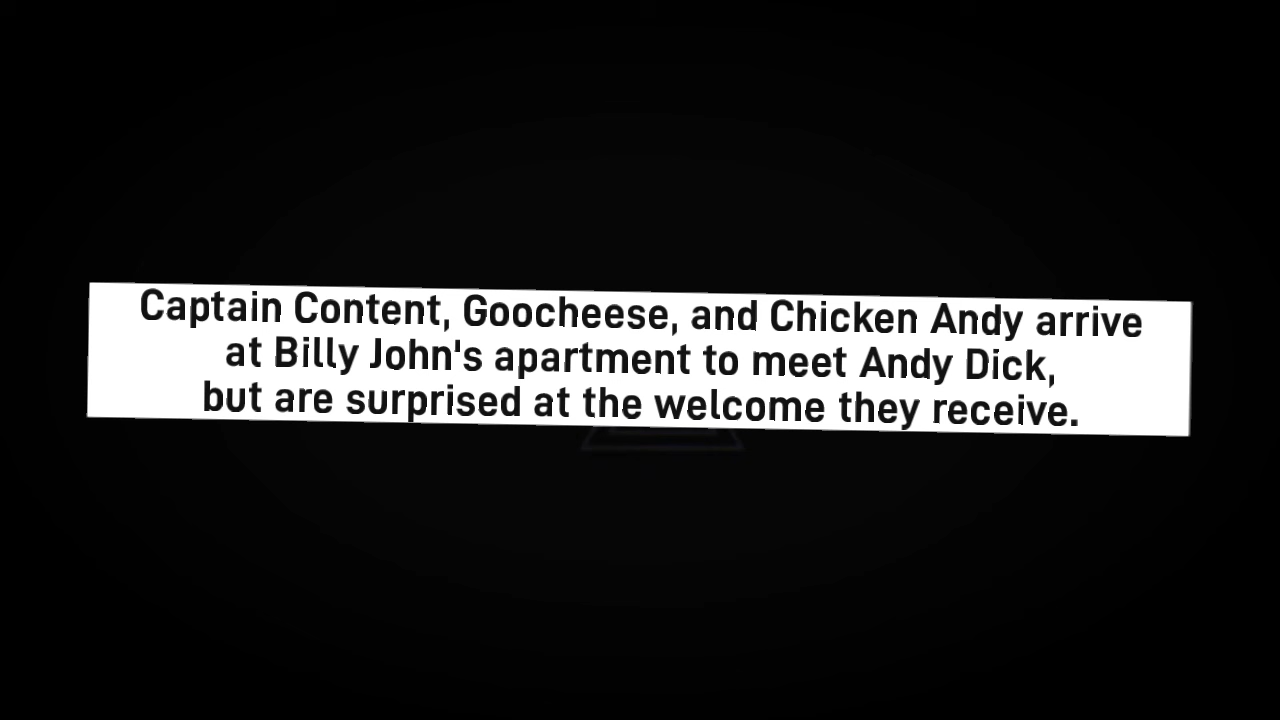 Captain Content, Goocheese, and Chicken Andy arrive
at Billy John's apartment to meet Andy Dick,
but are surprised at the welcome they receive.